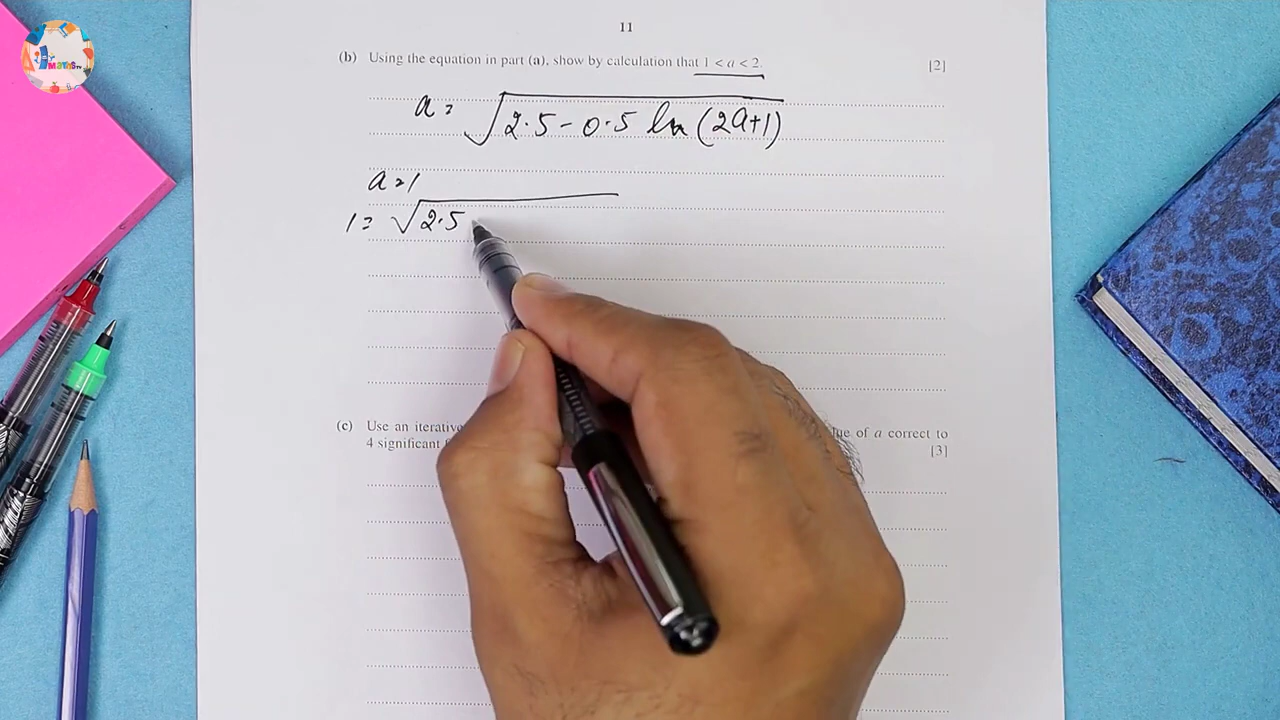 11
(b) Using the equation in part (a), show by calculation that 1 < a < 2. [2]
a = √2.5 - 0.5 ln (2a+1)
a = 1
1 = √2.5
(c) Use an iterative ue of a correct to
4 significant [3]